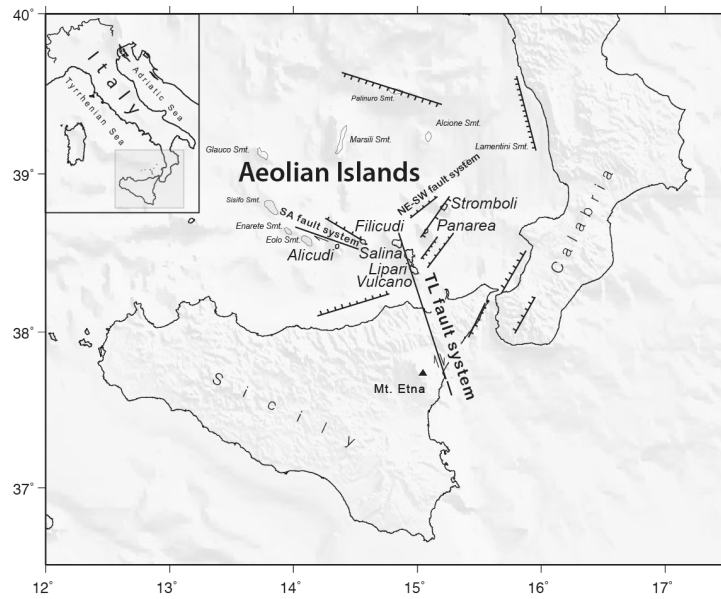 40˚
39˚
38˚
37˚
12˚
13˚
14˚
15˚
16˚
17˚
Italy
Adriatic Sea
Tyrrhenian Sea
Palinuro Smt.
Alcione Smt.
Marsili Smt.
Lamentini Smt.
Glauco Smt.
Aeolian Islands
Sisifo Smt.
NE-SW fault system
Stromboli
SA fault system
Filicudi
Panarea
Enarete Smt.
Eolo Smt.
Alicudi
Salina
Lipari
Vulcano
Calabria
TL fault system
Mt. Etna
Sicily